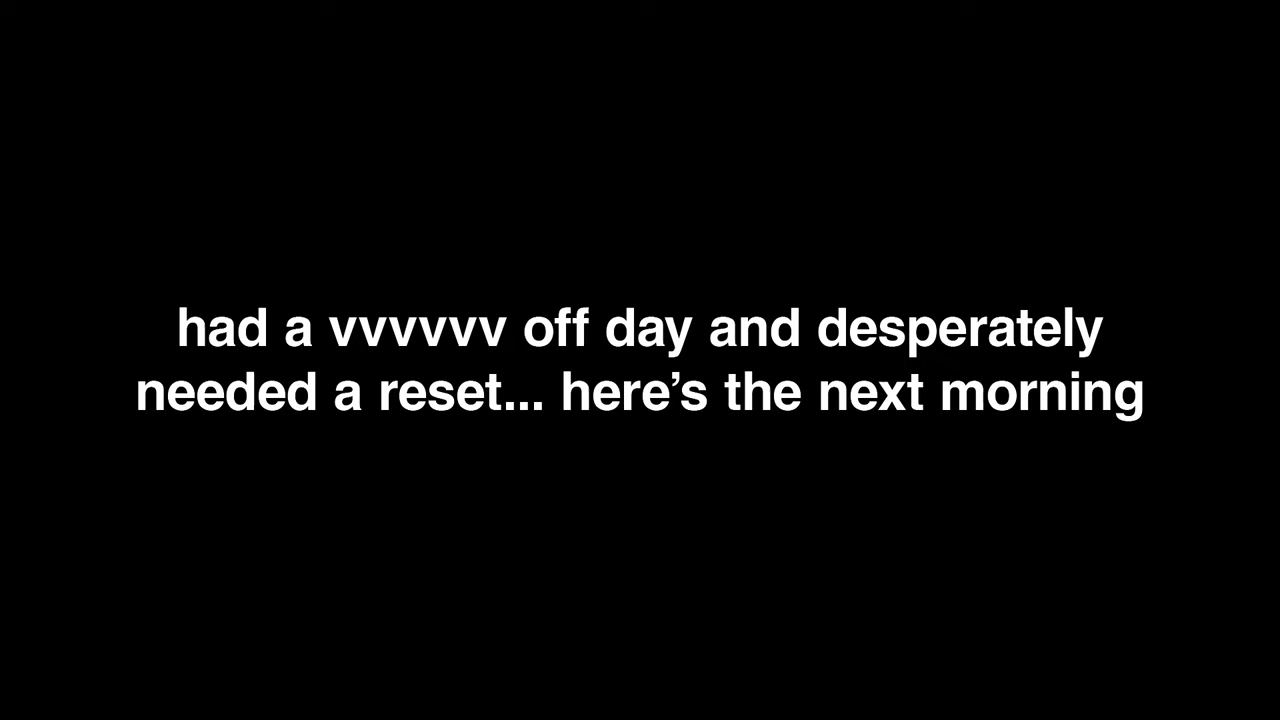 had a vvvvvv off day and desperately
needed a reset... here’s the next morning